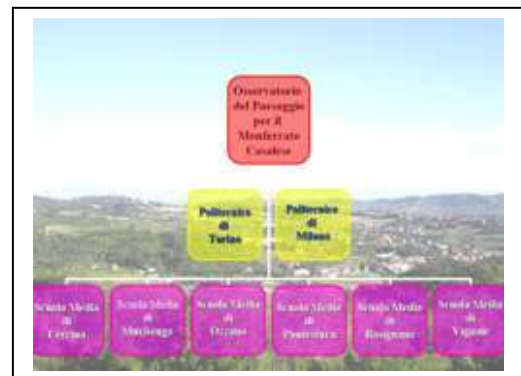 Osservatorio
del Paesaggio
per il
Monferrato
Casalese
Politecnico
di
Torino
Politecnico
di
Milano
Scuola Media
di
Cerrina
Scuola Media
di
Murisengo
Scuola Media
di
Ozzano
Scuola Media
di
Pontestura
Scuola Media
di
Rosignano
Scuola Media
di
Vignale